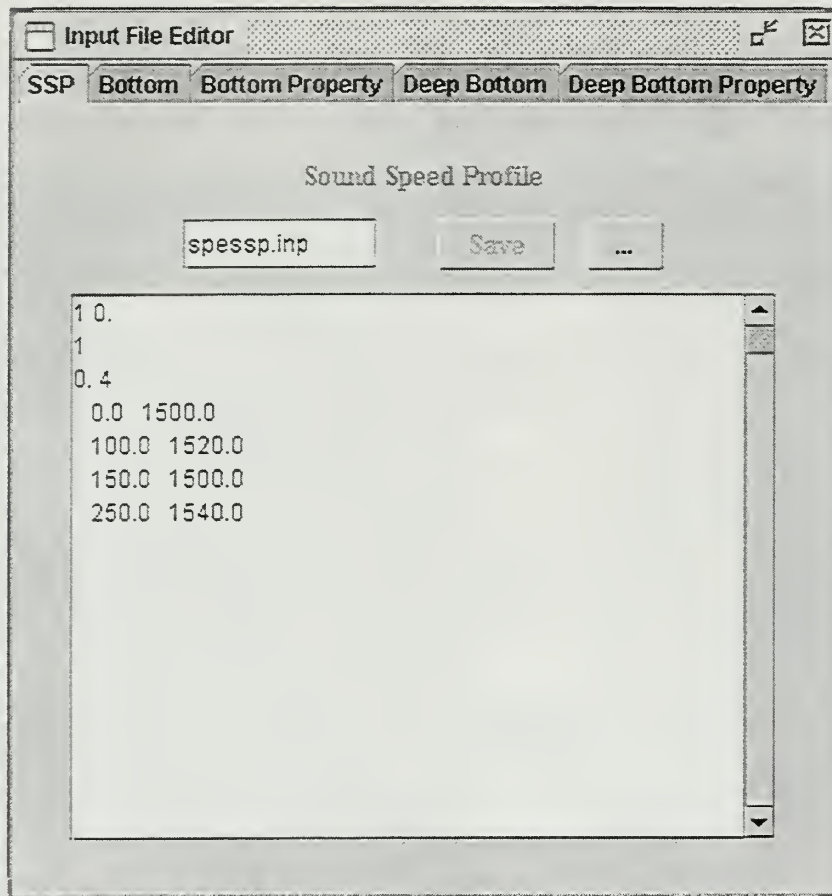 Input File Editor
SSP Bottom Bottom Property Deep Bottom Deep Bottom Property
Sound Speed Profile
spessp.inp Save ...
1 0.
1
0. 4
0.0 1500.0
100.0 1520.0
150.0 1500.0
250.0 1540.0